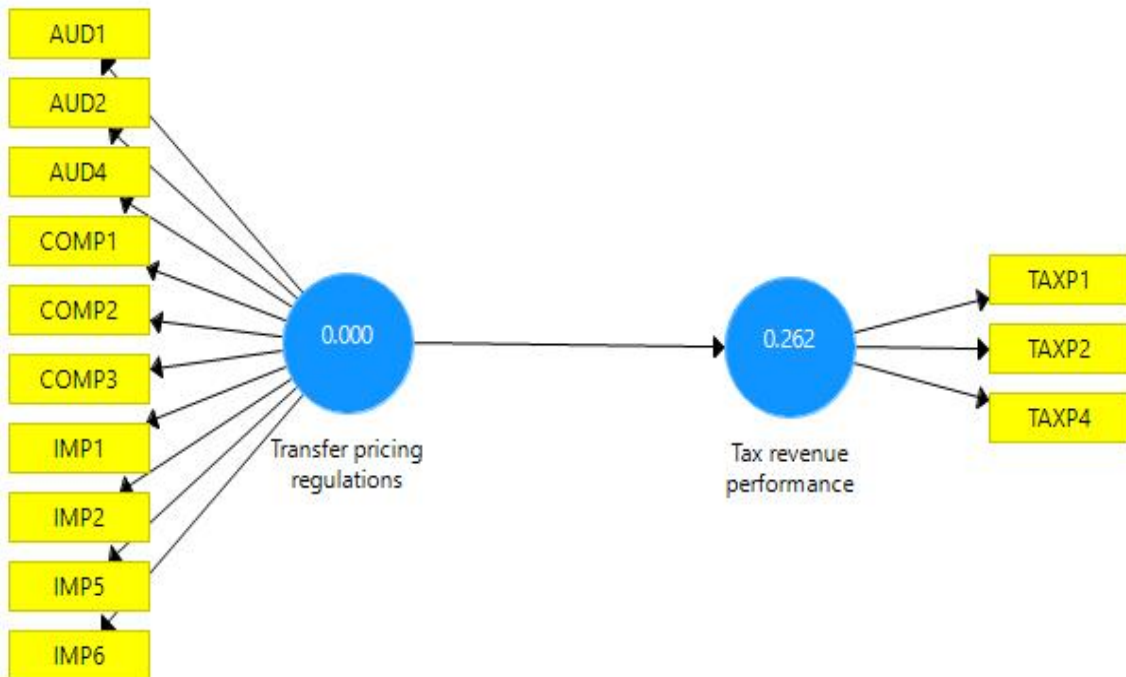 AUD1
AUD2
AUD4
COMP1
COMP2
COMP3
IMP1
IMP2
IMP5
IMP6
0.000
Transfer pricing
regulations
0.262
Tax revenue
performance
TAXP1
TAXP2
TAXP4